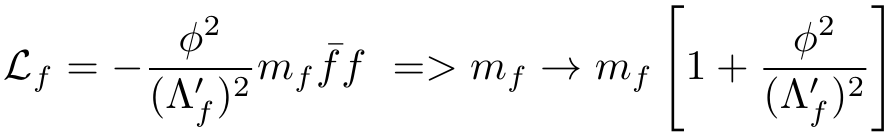 $\mathcal{L}_f = -\frac{\phi^2}{(\Lambda'_f)^2} m_f \bar{f} f \ => m_f \rightarrow m_f \left[ 1 + \frac{\phi^2}{(\Lambda'_f)^2} \right]$